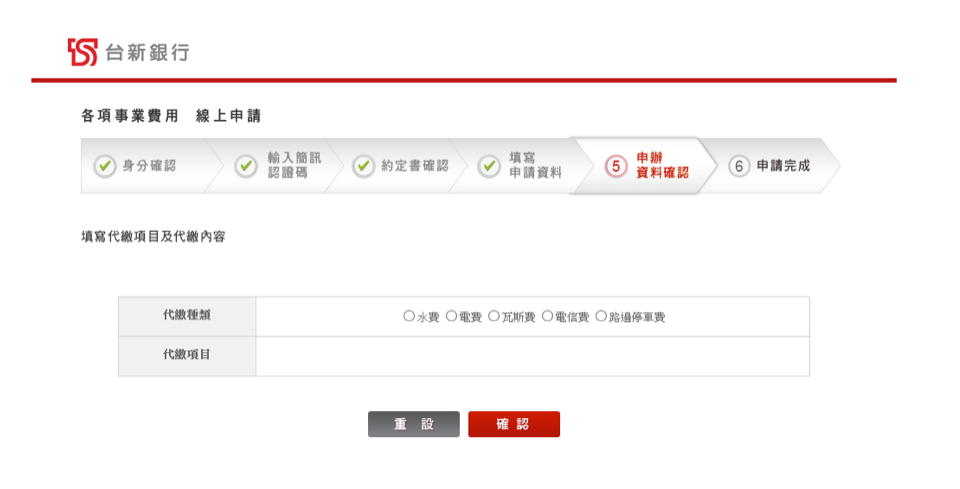 台新銀行
各項事業費用 線上申請
身分確認
輸入簡訊
認證碼
約定書確認
填寫
申請資料
5 申辦
資料確認
6 申請完成
填寫代繳項目及代繳內容
代繳種類 水費 電費 瓦斯費 電信費 路邊停車費
代繳項目
重設 確認